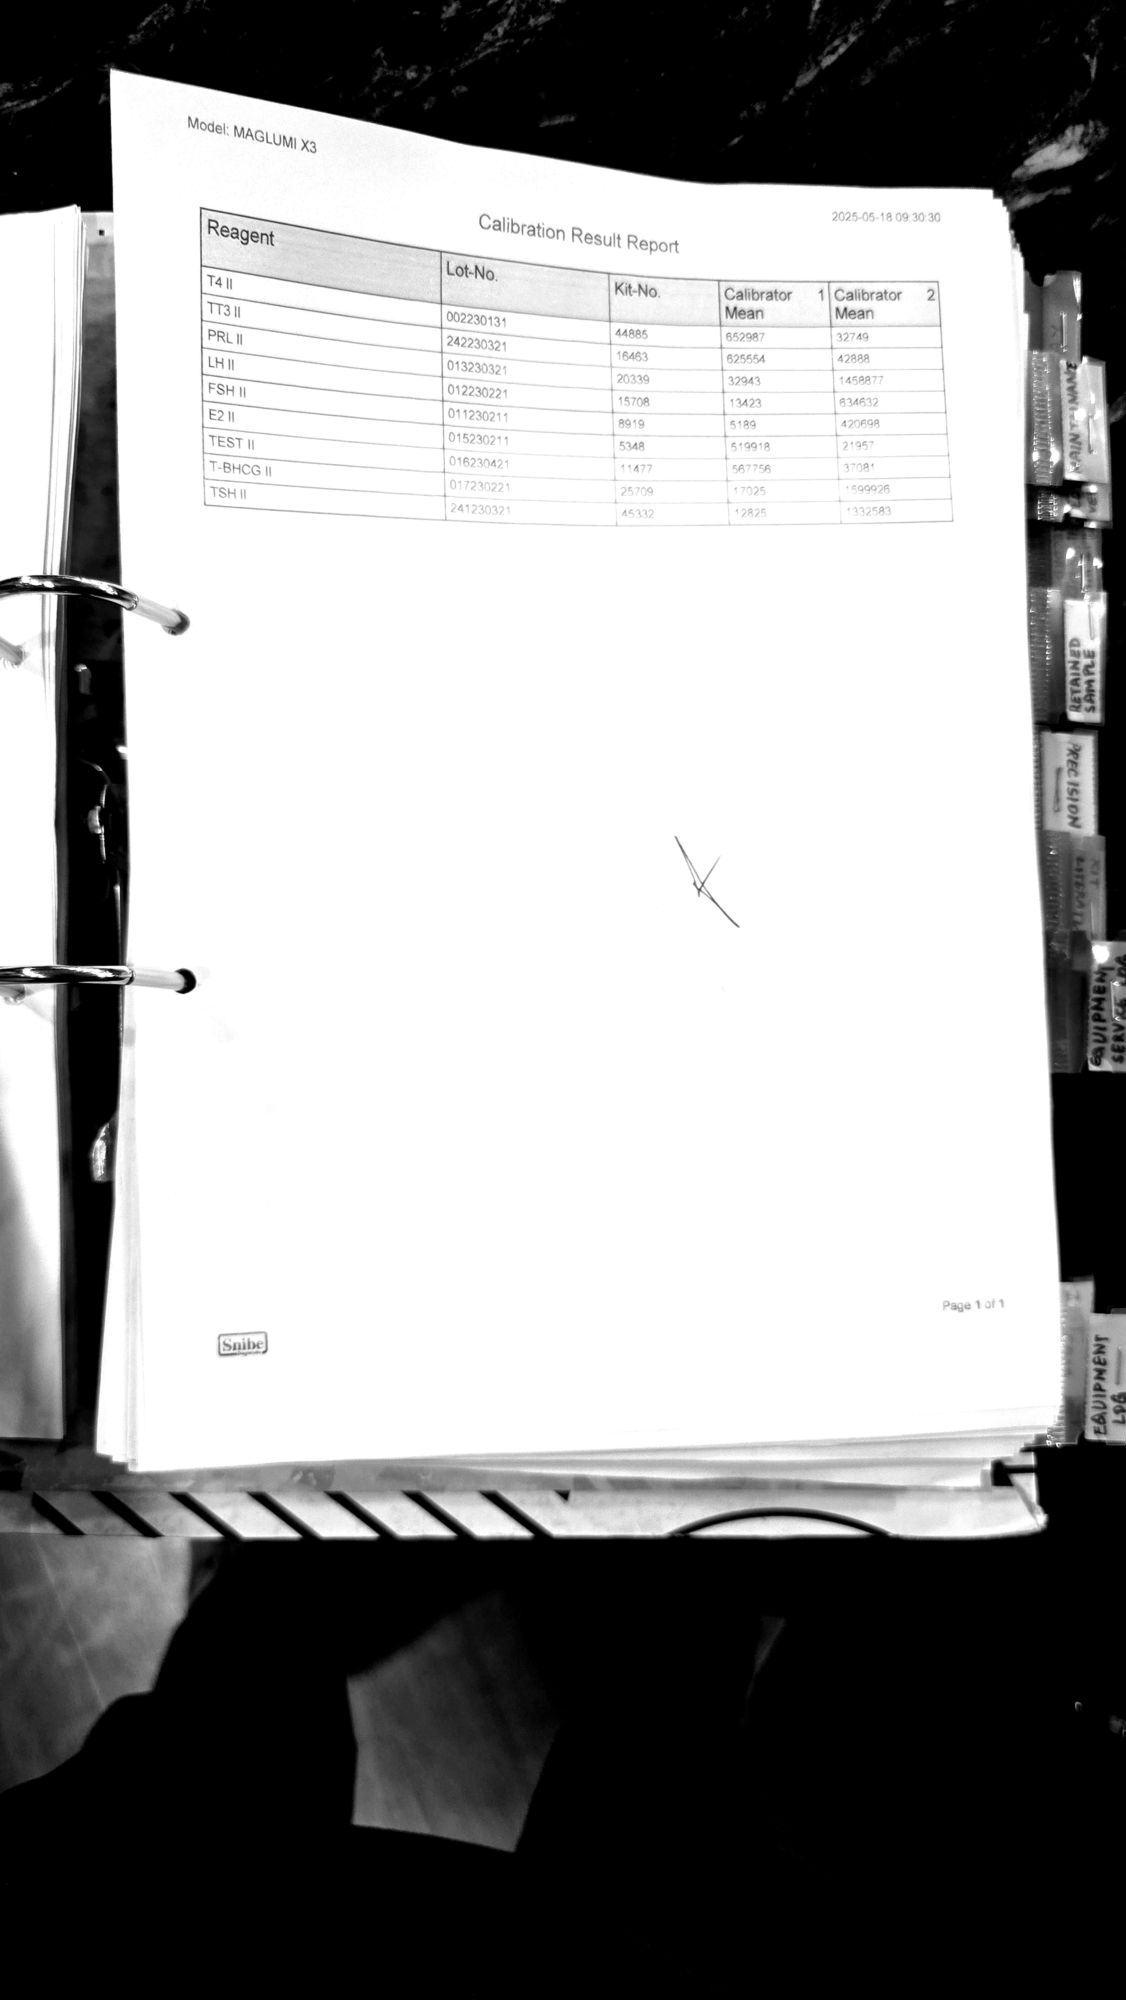 Model: MAGLUMI X3
2025-05-18 09:30:30
Calibration Result Report
Reagent Lot-No. Kit-No. Calibrator 1 Mean Calibrator 2 Mean
T4 II 002230131 44885 652987 32749
TT3 II 242230321 16463 625554 42888
PRL II 013230321 20339 32943 1458877
LH II 012230221 15708 13423 634632
FSH II 011230211 8919 5189 420698
E2 II 015230211 5348 519918 21957
TEST II 016230421 11477 567756 37081
T-BHCG II 017230221 25709 17025 1599926
TSH II 241230321 45332 12825 1332583
RETAINED
SAMPLE
PRECISION
KIT
EQUIPMENT
SERVICE LOG
Page 1 of 1
Snibe
EQUIPMENT
LOG